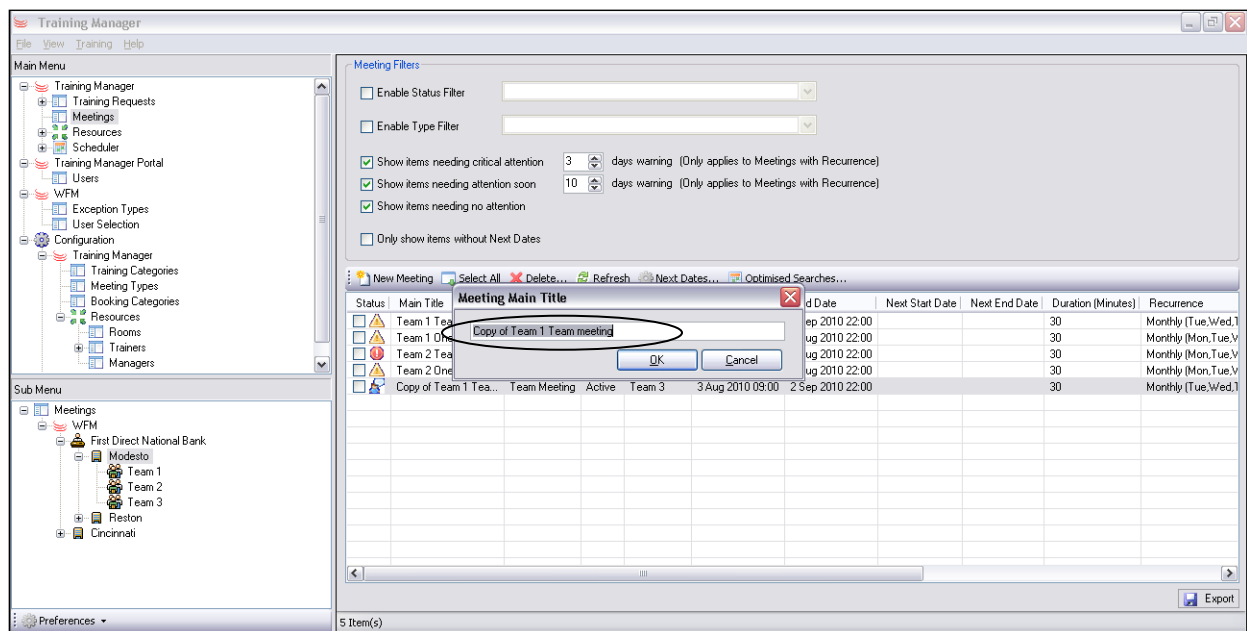 Training Manager
File View Training Help
Main Menu
Training Manager
Training Requests
Meetings
Resources
Scheduler
Training Manager Portal
Users
WFM
Exception Types
User Selection
Configuration
Training Manager
Training Categories
Meeting Types
Booking Categories
Resources
Rooms
Trainers
Managers
Sub Menu
Meetings
WFM
First Direct National Bank
Modesto
Team 1
Team 2
Team 3
Reston
Cincinnati
Preferences
Meeting Filters
Enable Status Filter
Enable Type Filter
Show items needing critical attention 3 days warning (Only applies to Meetings with Recurrence)
Show items needing attention soon 10 days warning (Only applies to Meetings with Recurrence)
Show items needing no attention
Only show items without Next Dates
New Meeting Select All Delete... Refresh Next Dates... Optimised Searches...
Status Main Title d Date Next Start Date Next End Date Duration (Minutes) Recurrence
Team 1 Tea ep 2010 22:00 30 Monthly (Tue,Wed,T
Team 1 One ug 2010 22:00 30 Monthly (Mon,Tue,W
Team 2 Tea ug 2010 22:00 30 Monthly (Mon,Tue,W
Team 2 One ug 2010 22:00 30 Monthly (Mon,Tue,W
Copy of Team 1 Tea... Team Meeting Active Team 3 3 Aug 2010 09:00 2 Sep 2010 22:00 30 Monthly (Tue,Wed,T
Meeting Main Title
Copy of Team 1 Team meeting
OK Cancel
Export
5 Item(s)